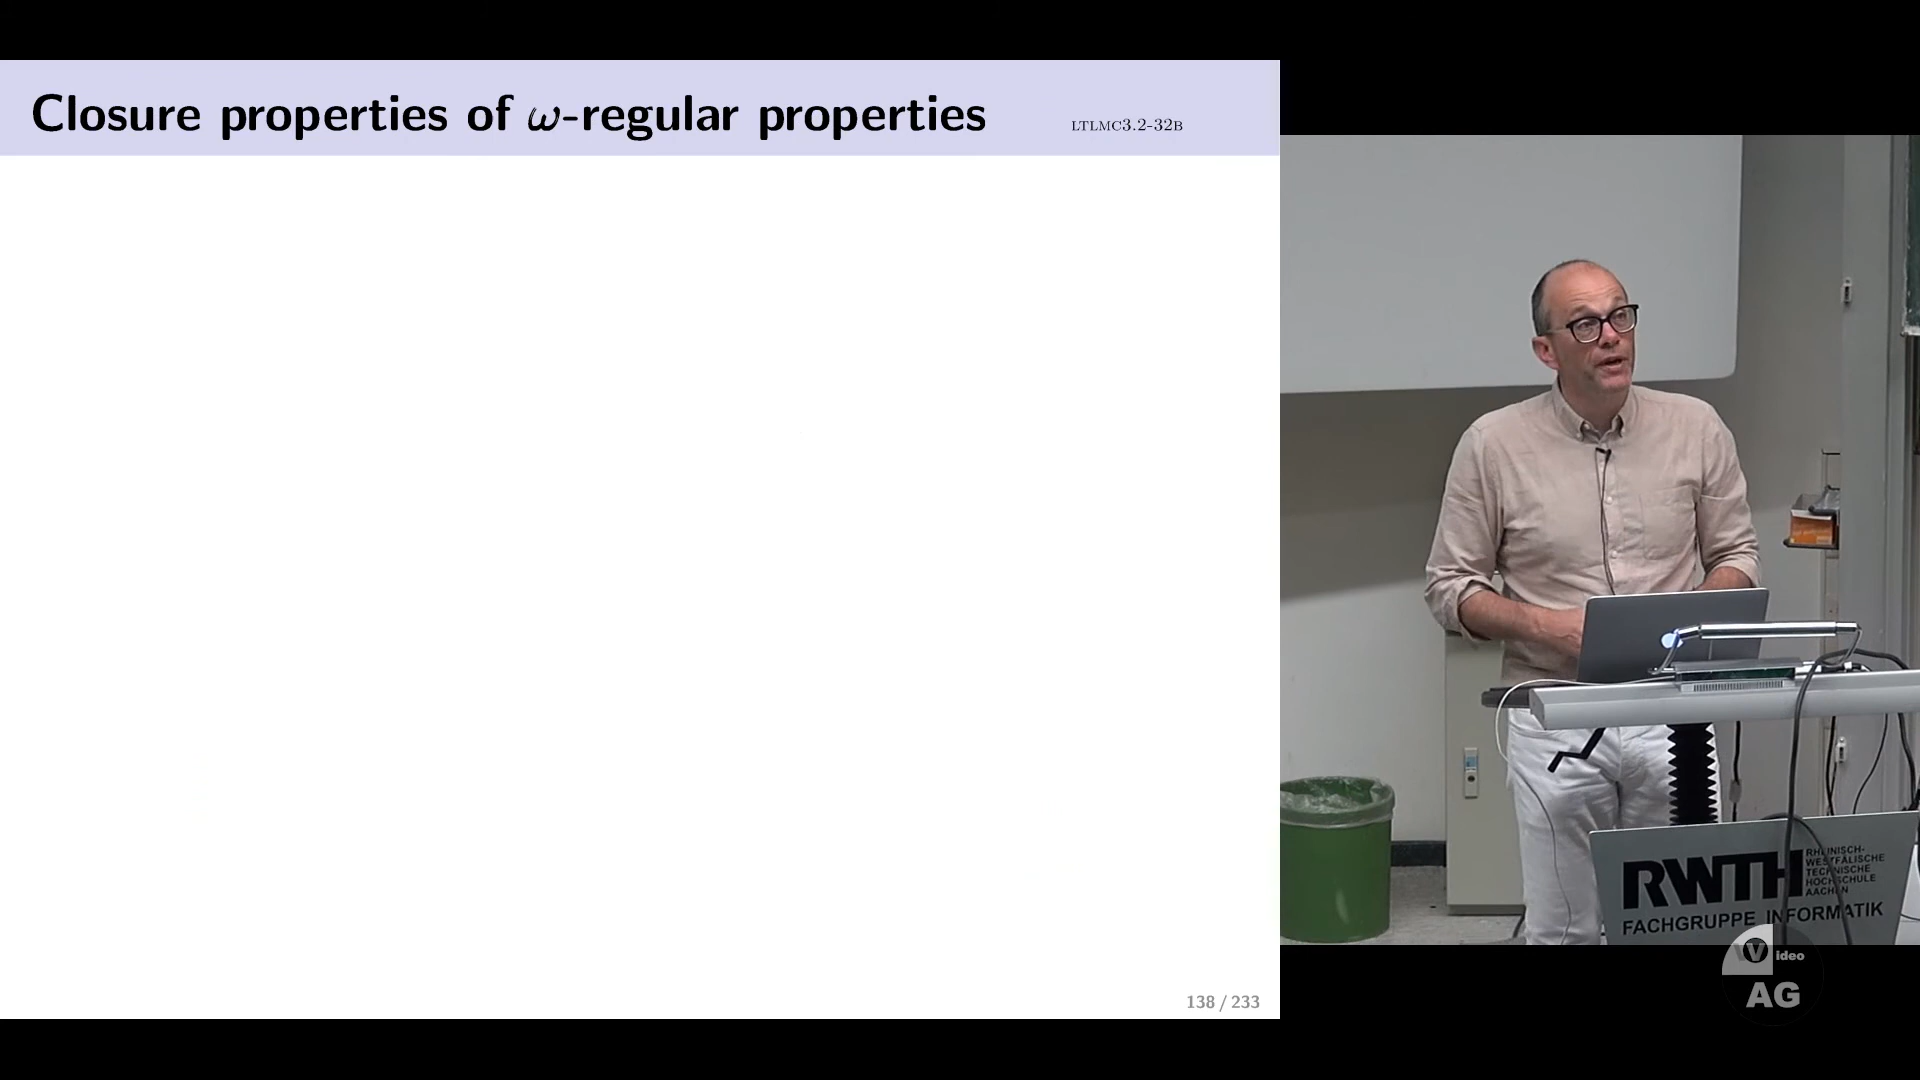 Closure properties of ω-regular properties
LTLMC3.2-32B
138 / 233
RWTH
RHEINISCH-
WESTFÄLISCHE
TECHNISCHE
HOCHSCHULE
AACHEN
FACHGRUPPE INFORMATIK
Video
AG